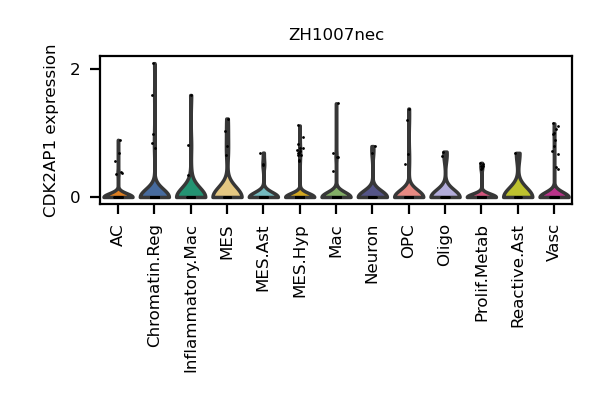 ZH1007nec
CDK2AP1 expression
2
0
AC
Chromatin.Reg
Inflammatory.Mac
MES
MES.Ast
MES.Hyp
Mac
Neuron
OPC
Oligo
Prolif.Metab
Reactive.Ast
Vasc